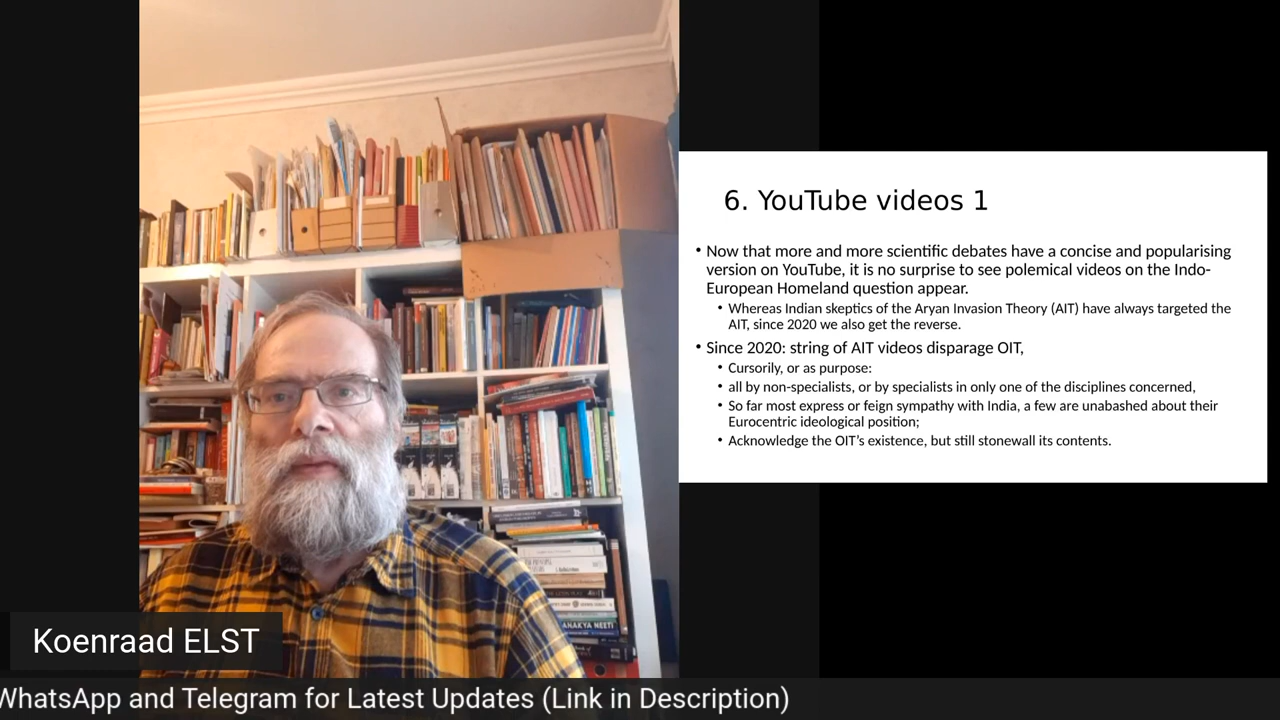 6. YouTube videos 1
• Now that more and more scientific debates have a concise and popularising
version on YouTube, it is no surprise to see polemical videos on the Indo-
European Homeland question appear.
• Whereas Indian skeptics of the Aryan Invasion Theory (AIT) have always targeted the
AIT, since 2020 we also get the reverse.
• Since 2020: string of AIT videos disparage OIT,
• Cursorily, or as purpose:
• all by non-specialists, or by specialists in only one of the disciplines concerned,
• So far most express or feign sympathy with India, a few are unabashed about their
Eurocentric ideological position;
• Acknowledge the OIT’s existence, but still stonewall its contents.
ANAKYA NEETI
Koenraad ELST
WhatsApp and Telegram for Latest Updates (Link in Description)